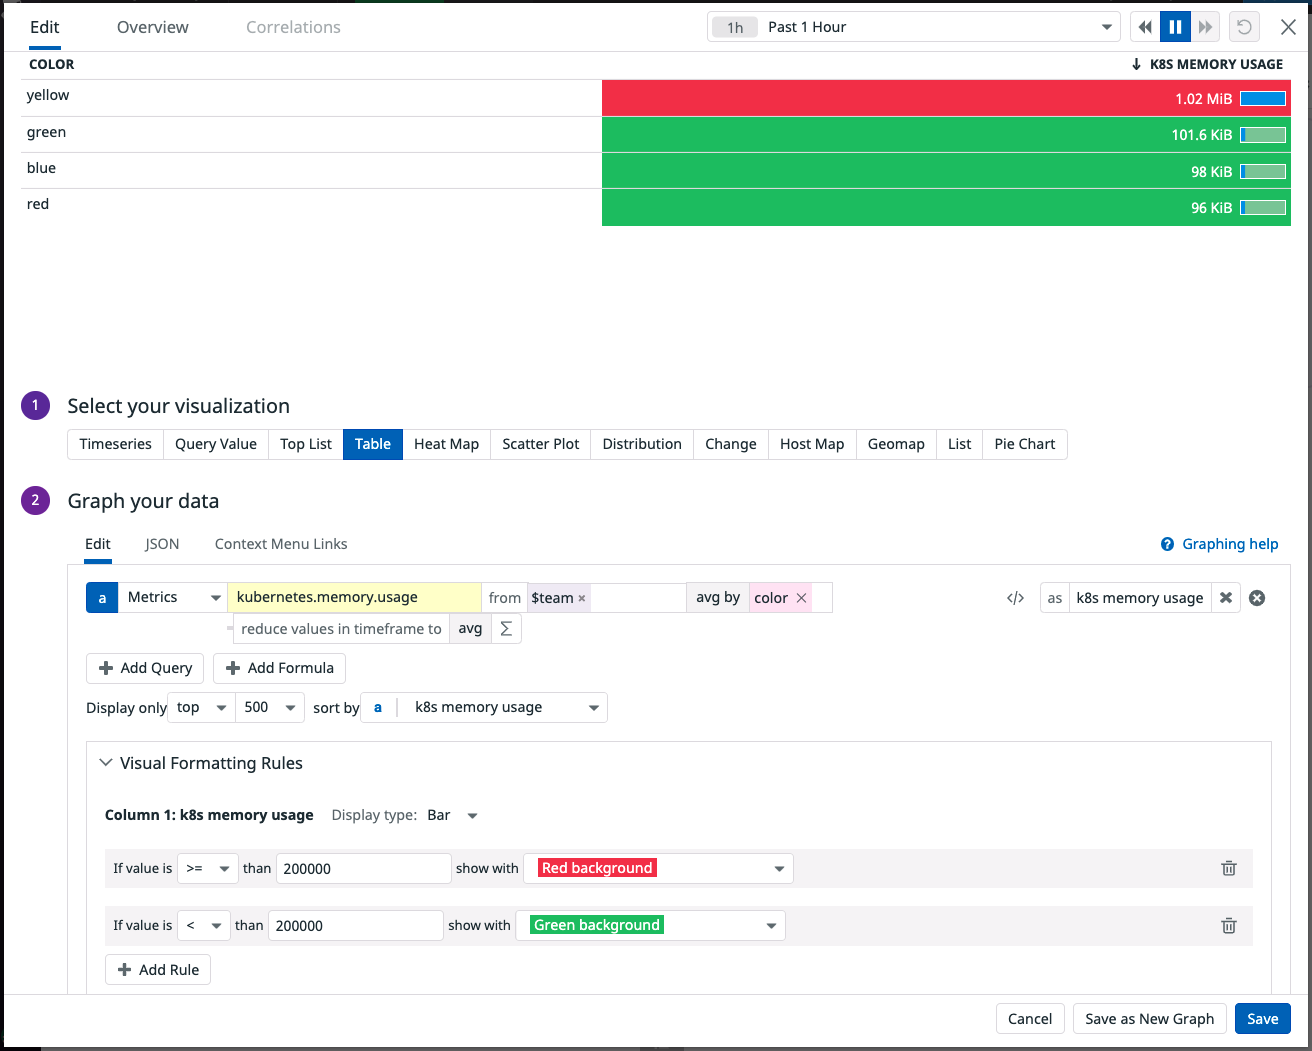 Edit Overview Correlations 1h Past 1 Hour
COLOR ↓ K8S MEMORY USAGE
yellow 1.02 MiB
green 101.6 KiB
blue 98 KiB
red 96 KiB
1 Select your visualization
Timeseries Query Value Top List Table Heat Map Scatter Plot Distribution Change Host Map Geomap List Pie Chart
2 Graph your data
Edit JSON Context Menu Links ? Graphing help
a Metrics kubernetes.memory.usage from $team × avg by color × </> as k8s memory usage
reduce values in timeframe to avg Σ
+ Add Query + Add Formula
Display only top 500 sort by a k8s memory usage
Visual Formatting Rules
Column 1: k8s memory usage Display type: Bar
If value is >= than 200000 show with Red background
If value is < than 200000 show with Green background
+ Add Rule
Cancel Save as New Graph Save